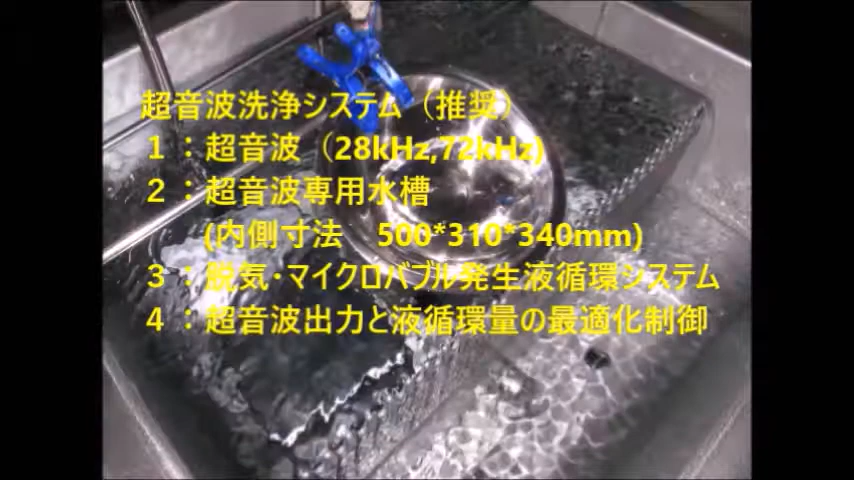 超音波洗浄システム（推奨）
１：超音波（28kHz,72kHz)
２：超音波専用水槽
(内側寸法　500*310*340mm)
３：脱気・マイクロバブル発生液循環システム
４：超音波出力と液循環量の最適化制御